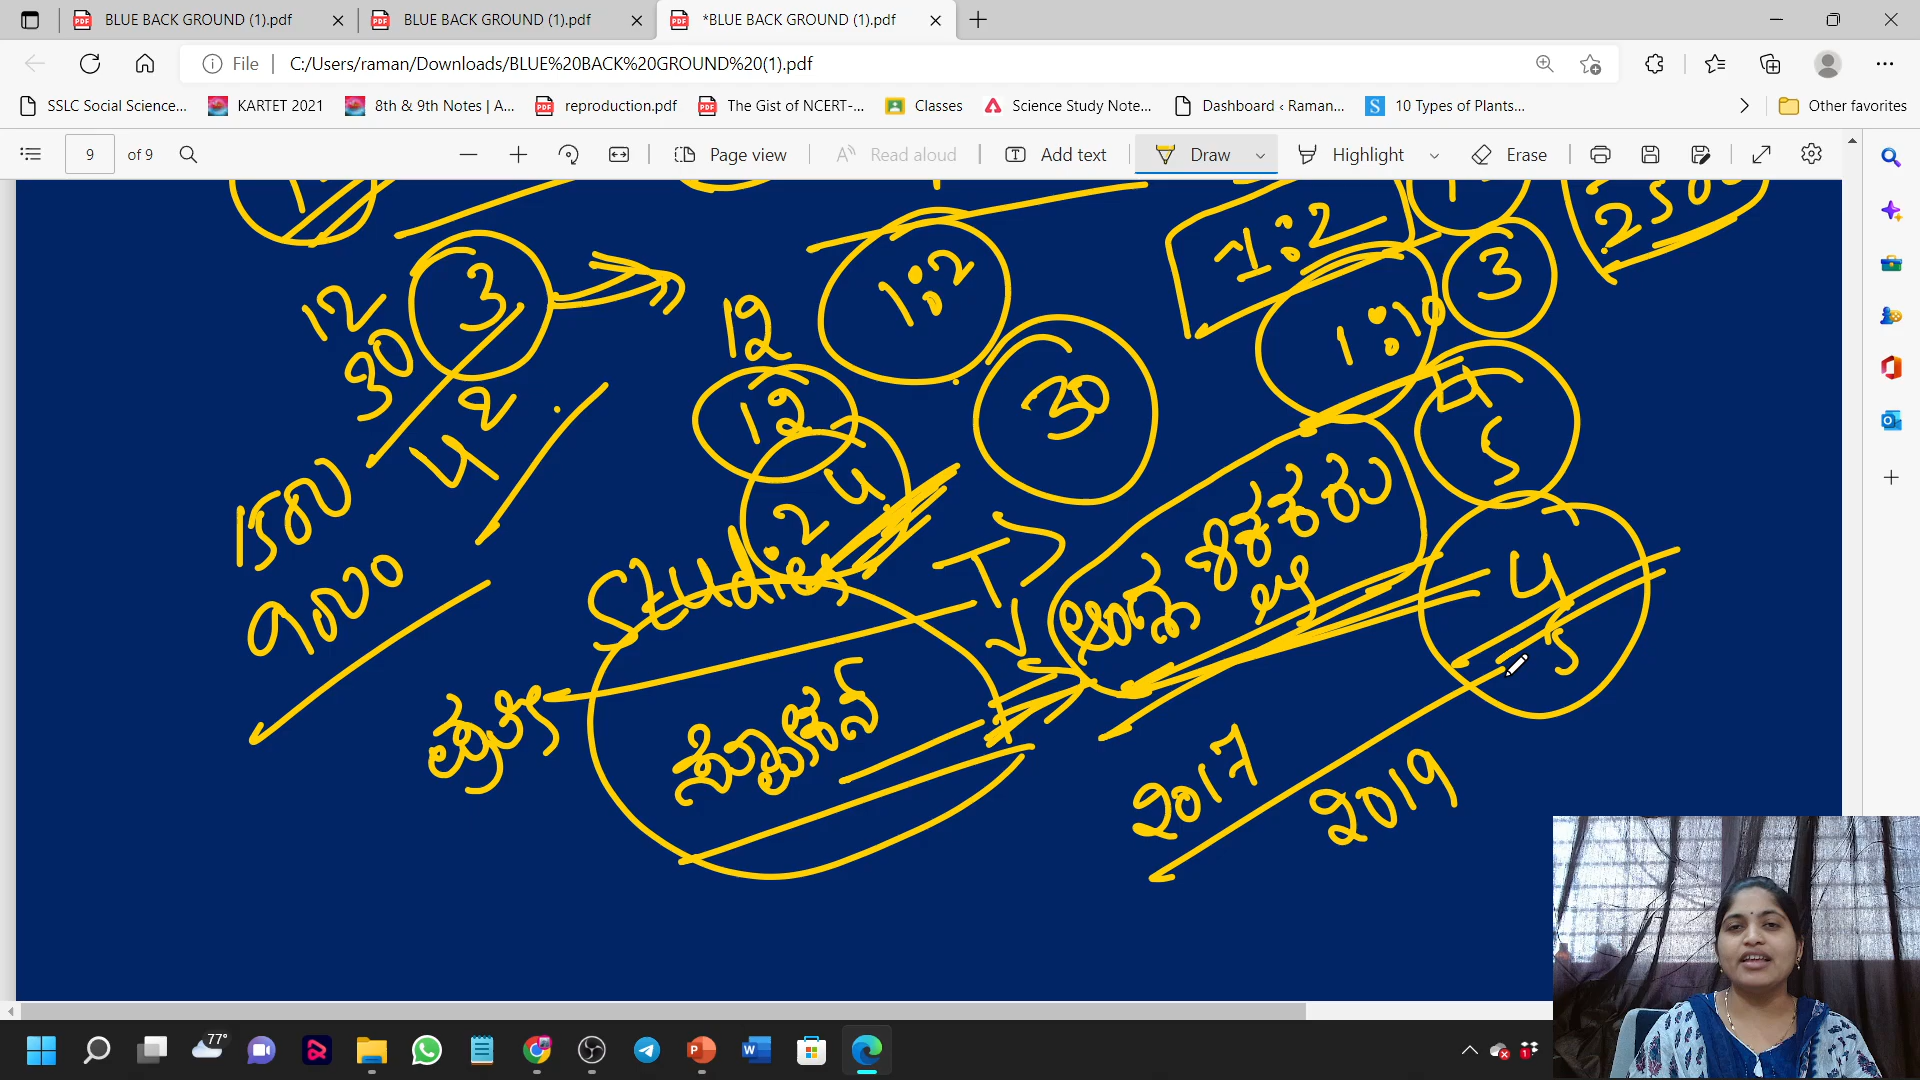 BLUE BACK GROUND (1).pdf
BLUE BACK GROUND (1).pdf
*BLUE BACK GROUND (1).pdf
File
C:/Users/raman/Downloads/BLUE%20BACK%20GROUND%20(1).pdf
SSLC Social Science...
KARTET 2021
8th & 9th Notes | A...
reproduction.pdf
The Gist of NCERT-...
Classes
Science Study Note...
Dashboard ‹ Raman...
10 Types of Plants...
Other favorites
9 of 9
Page view
Read aloud
Add text
Draw
Highlight
Erase
1:2
12
3
1:2
3
30
12
1:10
42
12
30
5
1500
24
9000
Studies
4
5
2017
2019
77°